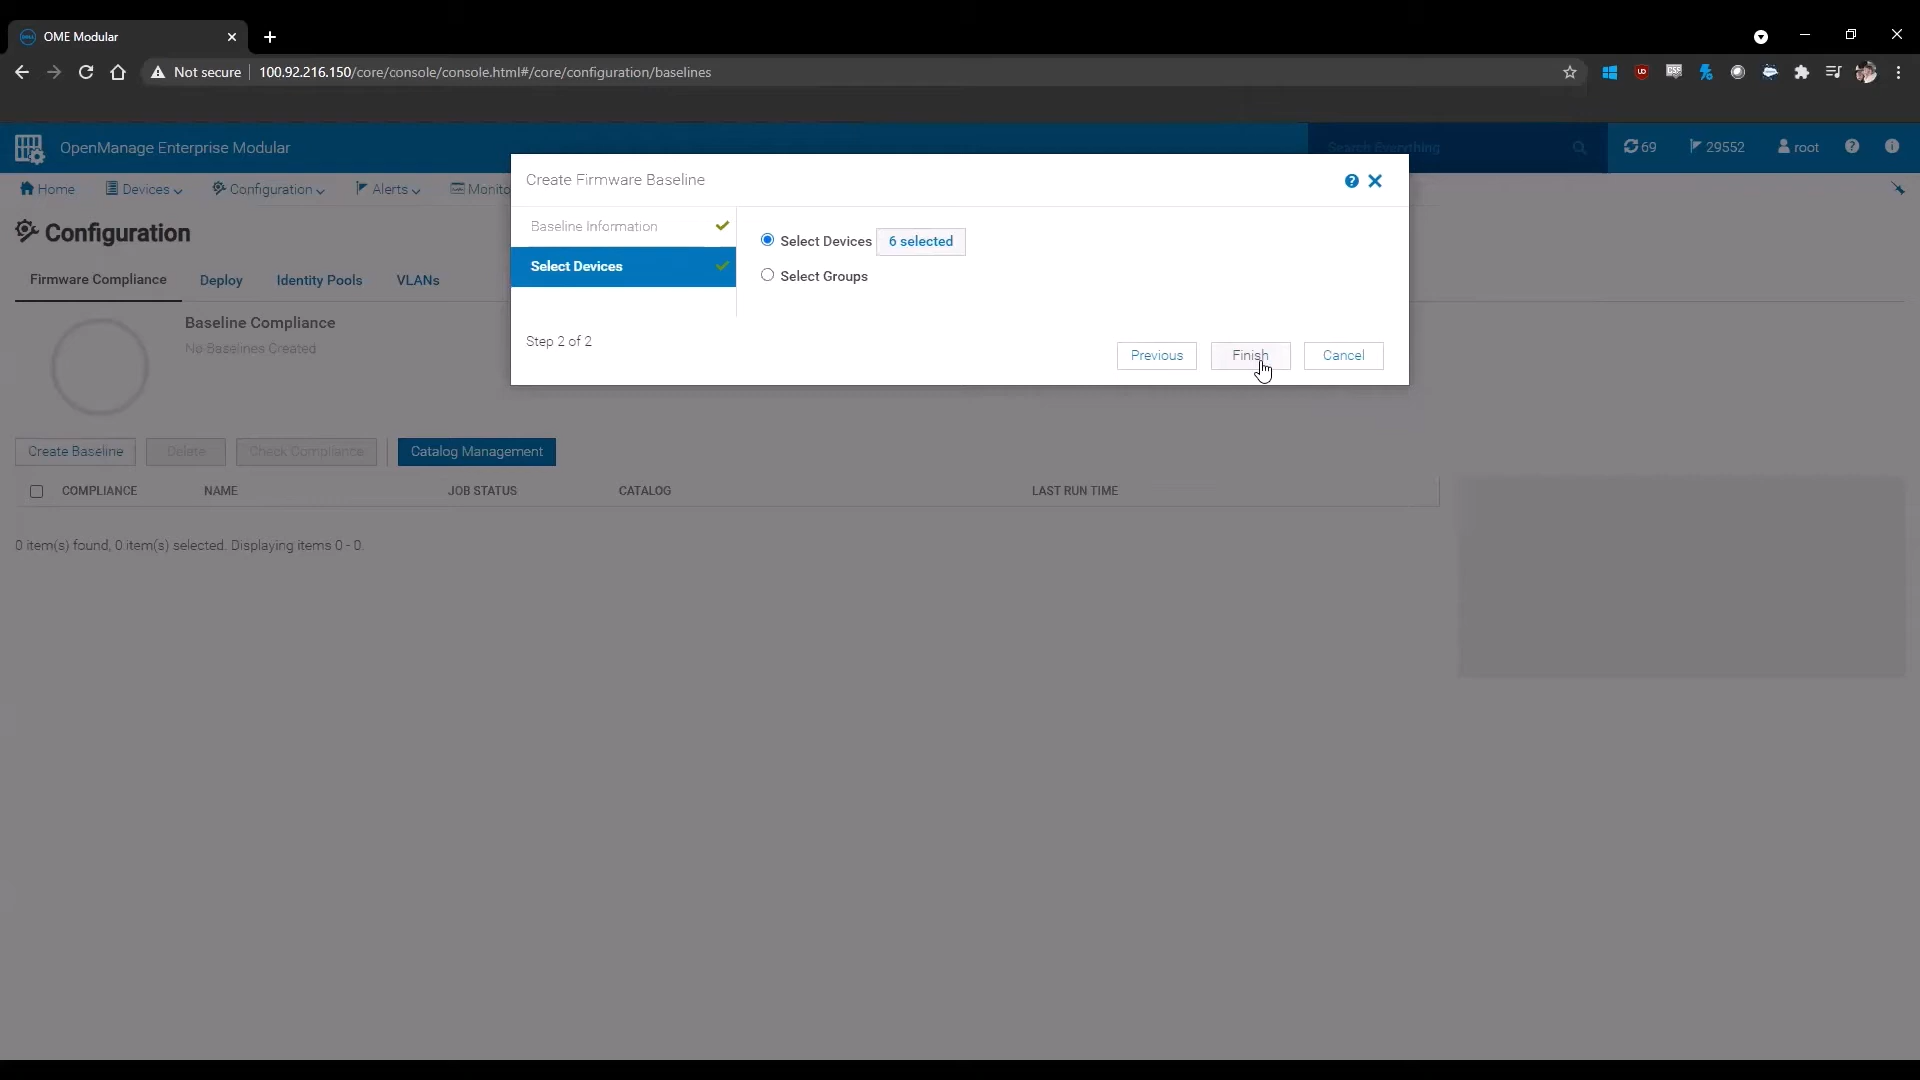 OME Modular
Not secure
100.92.216.150/core/console/console.html#/core/configuration/baselines
OpenManage Enterprise Modular
Search Everything
69
29552
root
Home
Devices
Configuration
Alerts
Monito
Configuration
Firmware Compliance
Deploy
Identity Pools
VLANs
Baseline Compliance
No Baselines Created
Create Firmware Baseline
Baseline Information
Select Devices
Select Devices
6 selected
Select Groups
Step 2 of 2
Previous
Finish
Cancel
Create Baseline
Delete
Check Compliance
Catalog Management
COMPLIANCE
NAME
JOB STATUS
CATALOG
LAST RUN TIME
0 item(s) found, 0 item(s) selected. Displaying items 0 - 0.